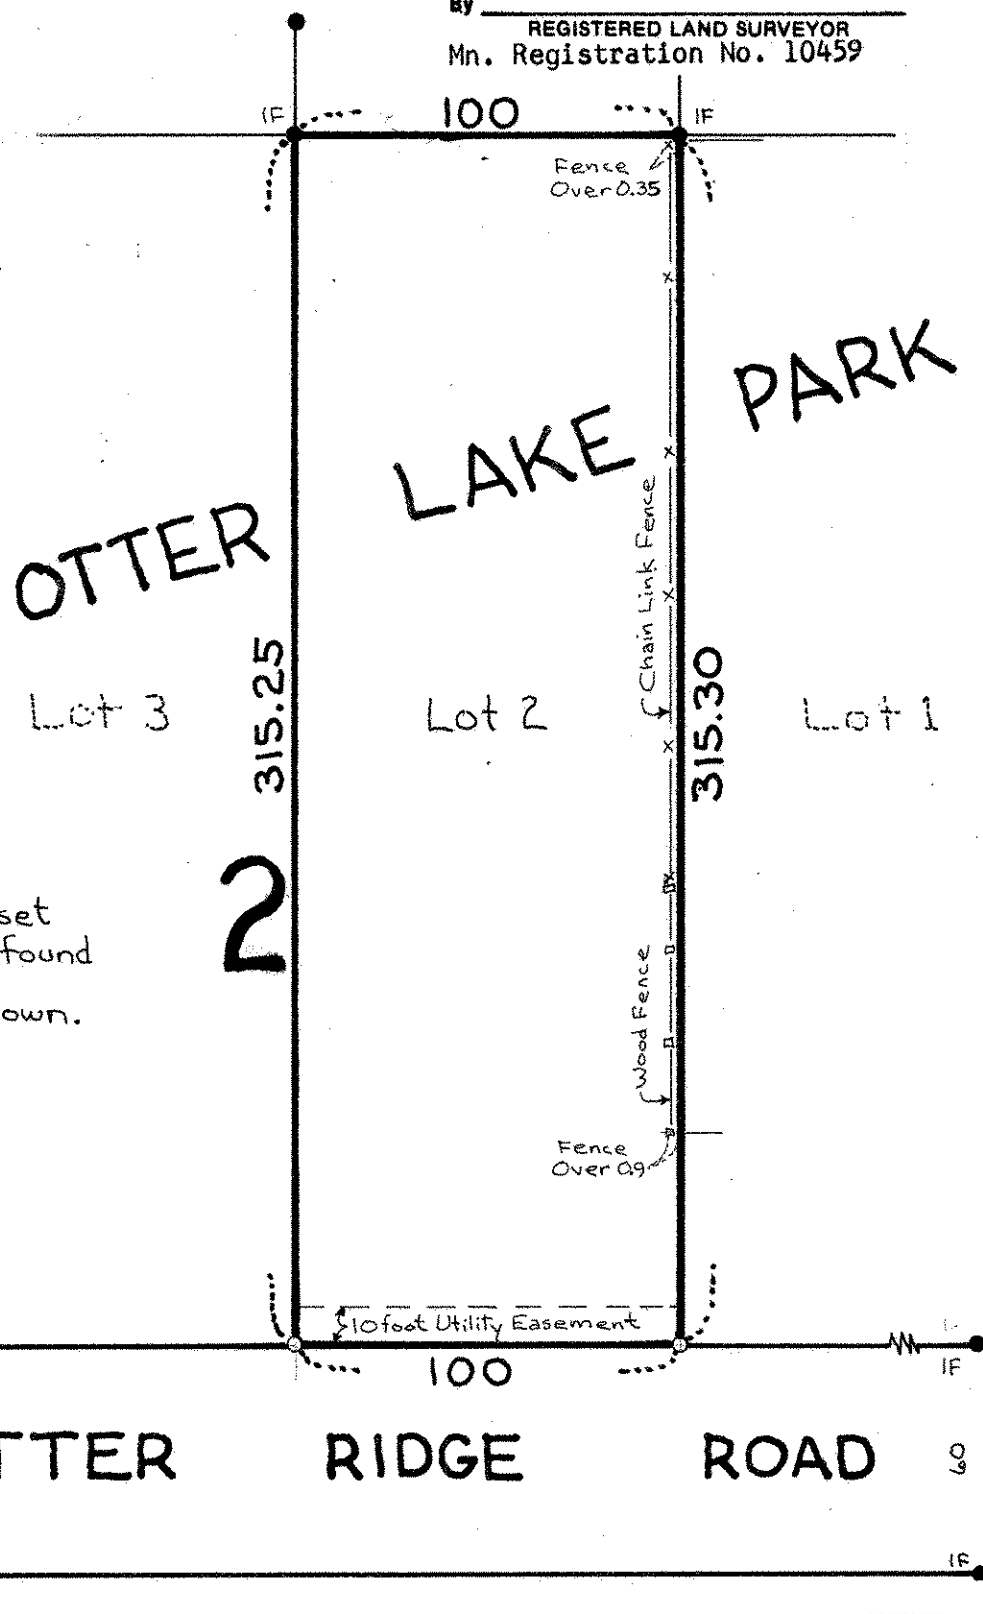 By
REGISTERED LAND SURVEYOR
Mn. Registration No. 10459
IF
100
IF
Fence
Over 0.35
OTTER LAKE PARK
Chain Link Fence
315.25
315.30
Lot 3
Lot 2
Lot 1
2
set
found
own.
Wood Fence
Fence
Over 0.9
10 foot Utility Easement
100
IF
TTER RIDGE ROAD
IF